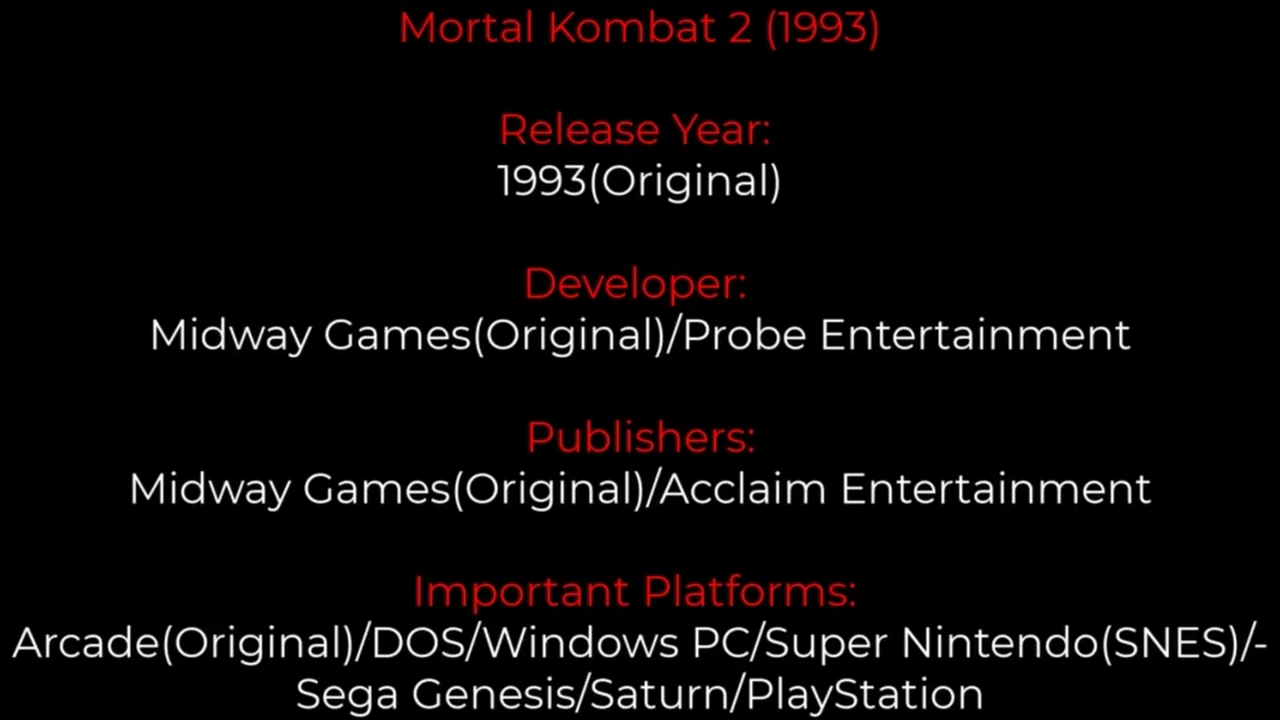 Mortal Kombat 2 (1993)
Release Year:
1993(Original)
Developer:
Midway Games(Original)/Probe Entertainment
Publishers:
Midway Games(Original)/Acclaim Entertainment
Important Platforms:
Arcade(Original)/DOS/Windows PC/Super Nintendo(SNES)/-
Sega Genesis/Saturn/PlayStation